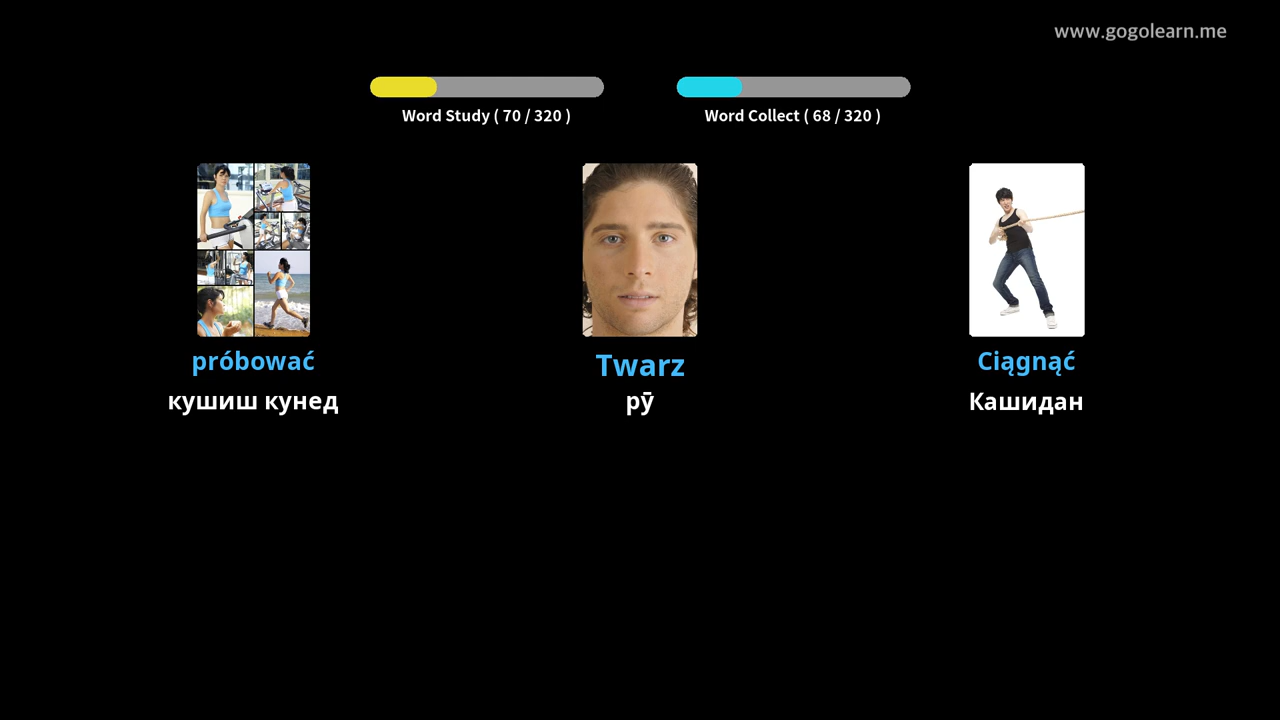 www.gogolearn.me
Word Study ( 70 / 320 )
Word Collect ( 68 / 320 )
próbować
Twarz
Ciągnąć
кушиш кунед
рӯ
Кашидан